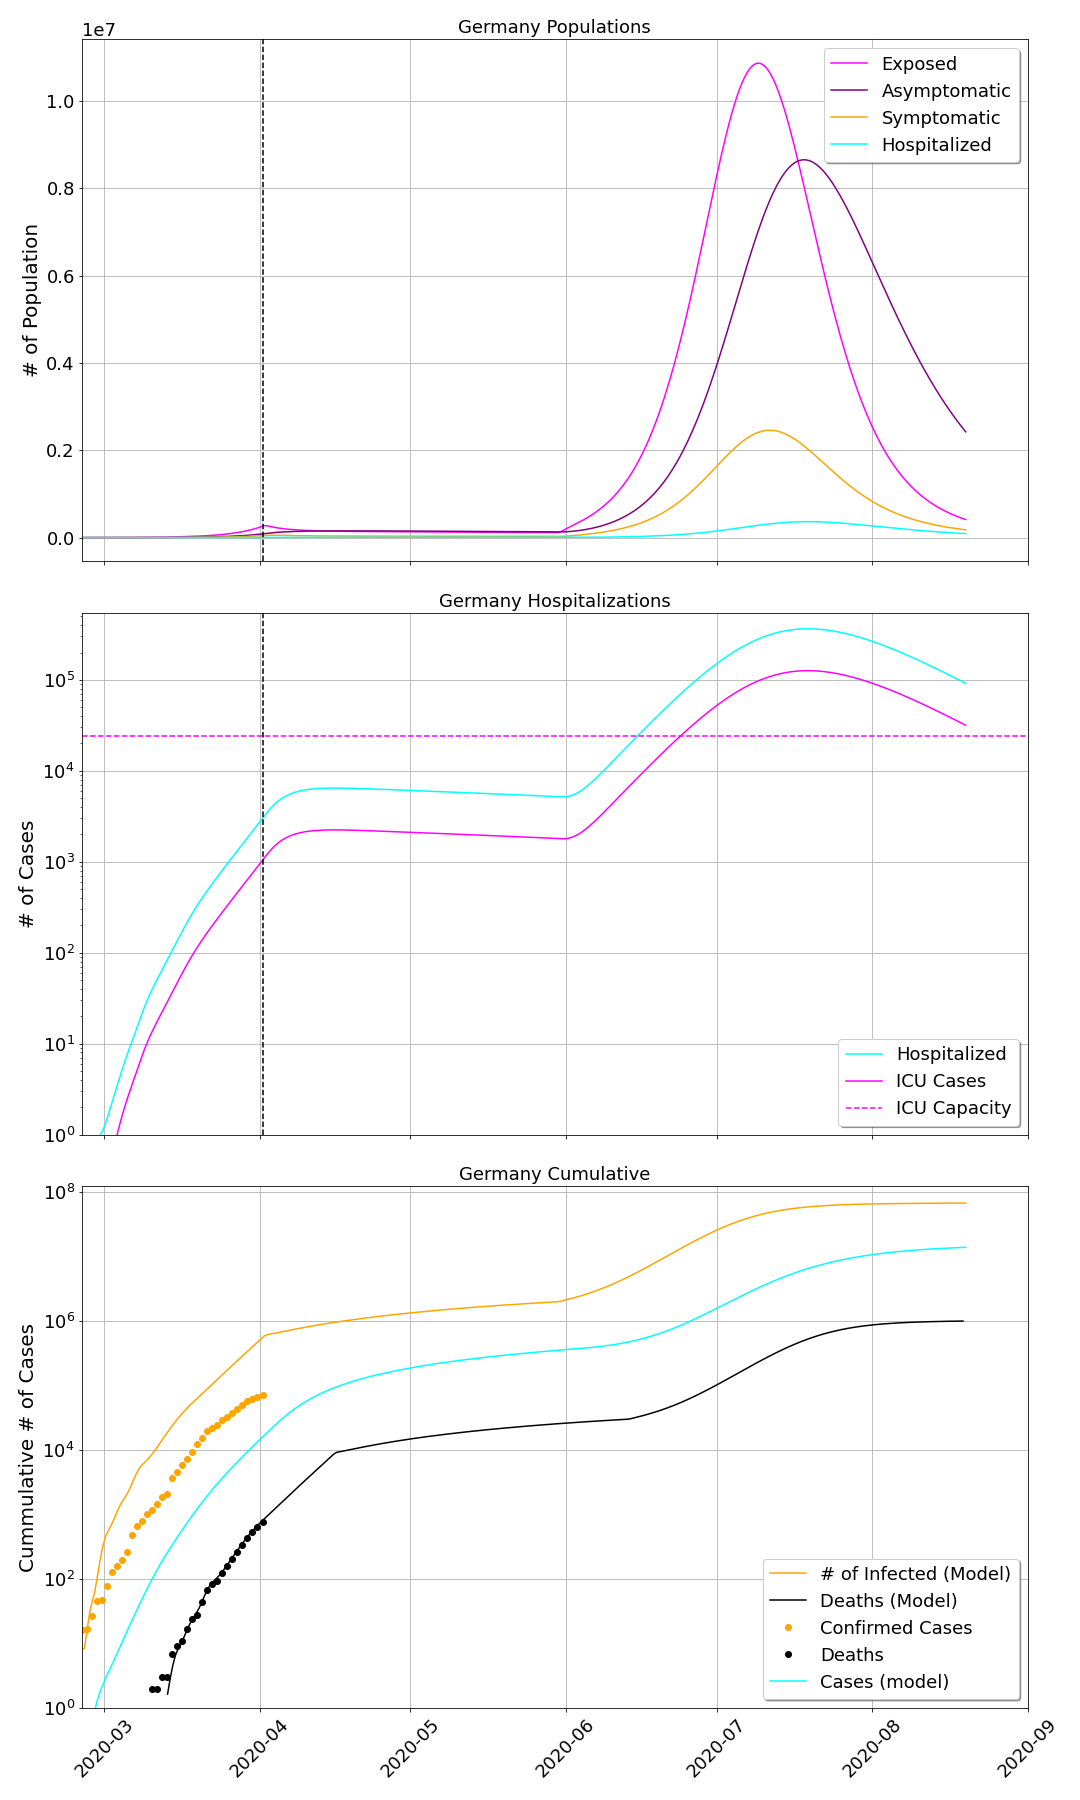 Germany Populations
1e7
Exposed
Asymptomatic
Symptomatic
Hospitalized
1.0
0.8
0.6
0.4
0.2
0.0
# of Population
Germany Hospitalizations
10^5
10^4
10^3
10^2
10^1
10^0
# of Cases
Hospitalized
ICU Cases
ICU Capacity
Germany Cumulative
10^8
10^6
10^4
10^2
10^0
Cummulative # of Cases
# of Infected (Model)
Deaths (Model)
Confirmed Cases
Deaths
Cases (model)
2020-03
2020-04
2020-05
2020-06
2020-07
2020-08
2020-09